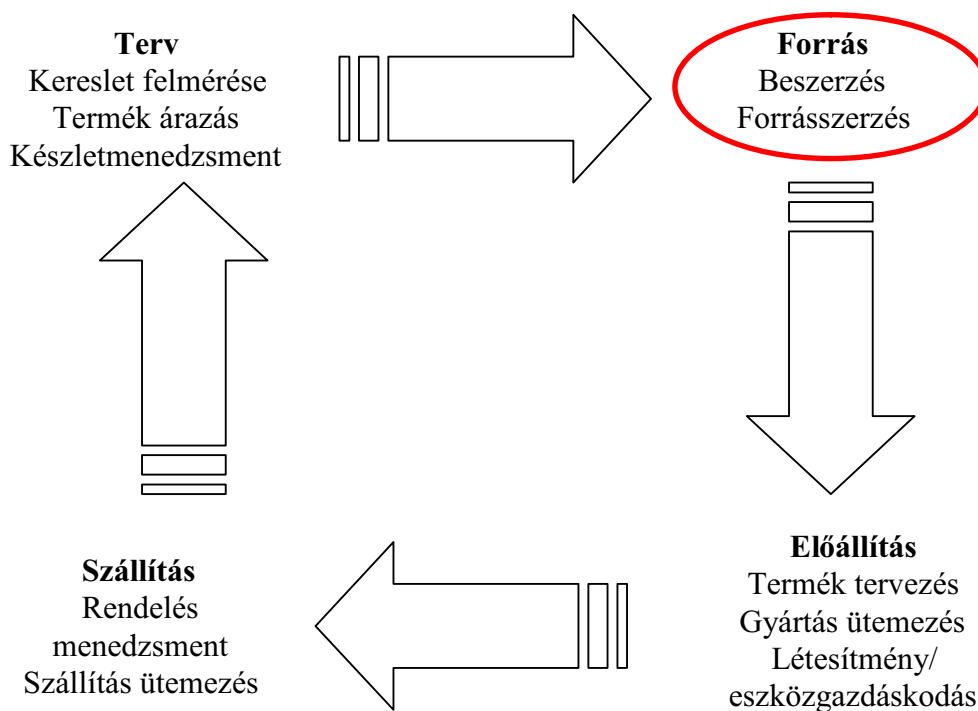 Terv
Kereslet felmérése
Termék árazás
Készletmenedzsment
Forrás
Beszerzés
Forrásszerzés
Előállítás
Termék tervezés
Gyártás ütemezés
Létesítmény/
eszközgazdáskodás
Szállítás
Rendelés
menedzsment
Szállítás ütemezés